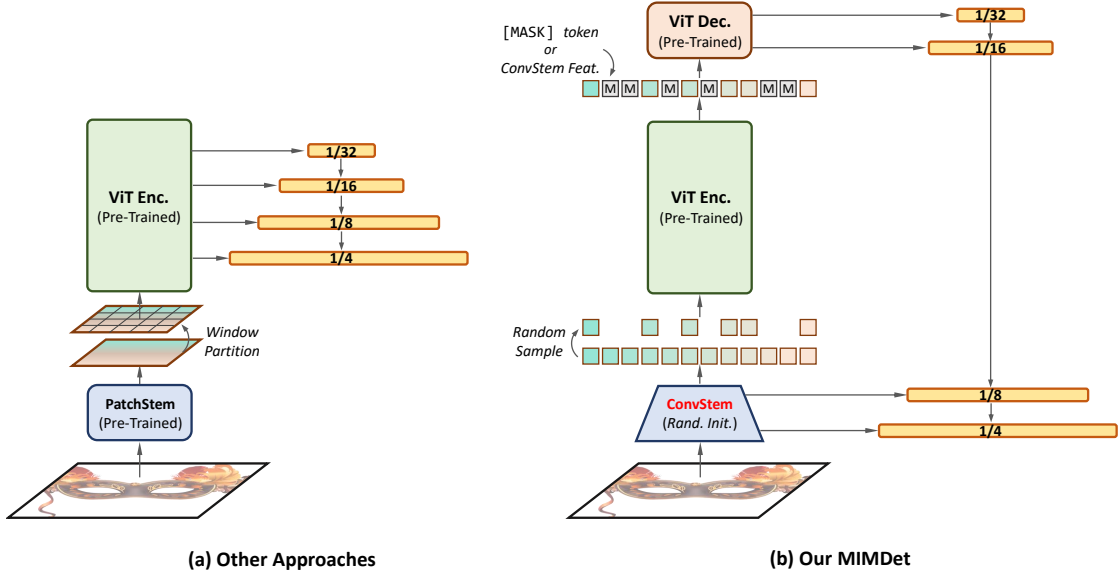 ViT Enc.
(Pre-Trained)
1/32
1/16
1/8
1/4
Window
Partition
PatchStem
(Pre-Trained)
(a) Other Approaches
ViT Dec.
(Pre-Trained)
1/32
1/16
[MASK] token
or
ConvStem Feat.
M M M M M M
ViT Enc.
(Pre-Trained)
Random
Sample
ConvStem
(Rand. Init.)
1/8
1/4
(b) Our MIMDet